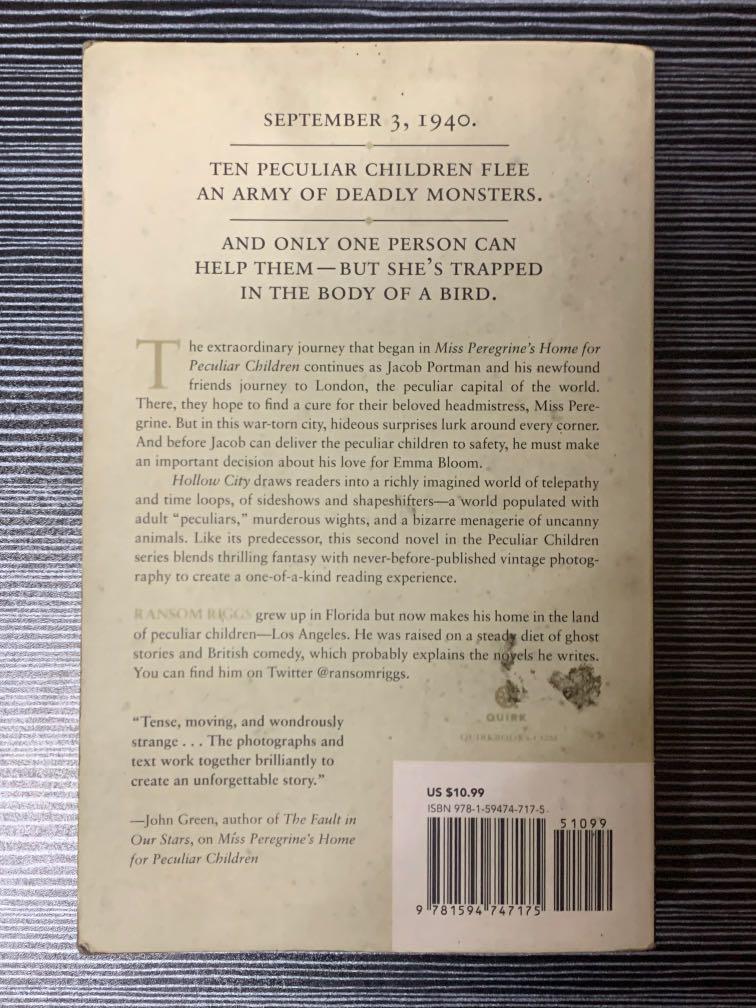 SEPTEMBER 3, 1940.
TEN PECULIAR CHILDREN FLEE
AN ARMY OF DEADLY MONSTERS.
AND ONLY ONE PERSON CAN
HELP THEM—BUT SHE'S TRAPPED
IN THE BODY OF A BIRD.
The extraordinary journey that began in Miss Peregrine's Home for
Peculiar Children continues as Jacob Portman and his newfound
friends journey to London, the peculiar capital of the world.
There, they hope to find a cure for their beloved headmistress, Miss Pere-
grine. But in this war-torn city, hideous surprises lurk around every corner.
And before Jacob can deliver the peculiar children to safety, he must make
an important decision about his love for Emma Bloom.
Hollow City draws readers into a richly imagined world of telepathy
and time loops, of sideshows and shapeshifters—a world populated with
adult “peculiars,” murderous wights, and a bizarre menagerie of uncanny
animals. Like its predecessor, this second novel in the Peculiar Children
series blends thrilling fantasy with never-before-published vintage photog-
raphy to create a one-of-a-kind reading experience.
RANSOM RIGGS grew up in Florida but now makes his home in the land
of peculiar children—Los Angeles. He was raised on a steady diet of ghost
stories and British comedy, which probably explains the novels he writes.
You can find him on Twitter @ransomriggs.
QUIRK
QUIRKBOOKS.COM
“Tense, moving, and wondrously
strange . . . The photographs and
text work together brilliantly to
create an unforgettable story.”
—John Green, author of The Fault in
Our Stars, on Miss Peregrine's Home
for Peculiar Children
US $10.99
ISBN 978-1-59474-717-5
51099
9 781594 747175